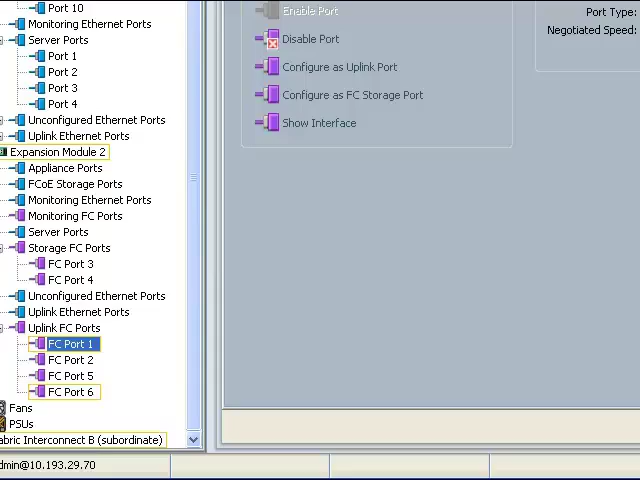 Port 10
Monitoring Ethernet Ports
Server Ports
Port 1
Port 2
Port 3
Port 4
Unconfigured Ethernet Ports
Uplink Ethernet Ports
Expansion Module 2
Appliance Ports
FCoE Storage Ports
Monitoring Ethernet Ports
Monitoring FC Ports
Server Ports
Storage FC Ports
FC Port 3
FC Port 4
Unconfigured Ethernet Ports
Uplink Ethernet Ports
Uplink FC Ports
FC Port 1
FC Port 2
FC Port 5
FC Port 6
Fans
PSUs
abric Interconnect B (subordinate)
dmin@10.193.29.70
Enable Port
Disable Port
Configure as Uplink Port
Configure as FC Storage Port
Show Interface
Port Type:
Negotiated Speed: